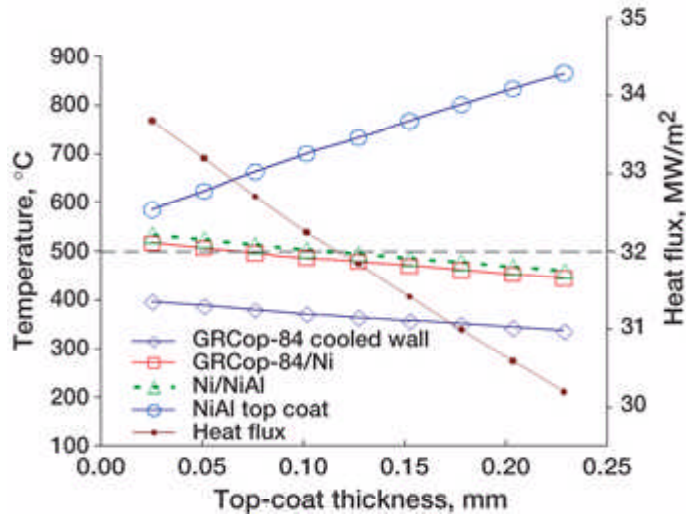 35
900
34
800
700
33
600
500
32
400
31
300
200
30
100
0.00
0.05
0.10
0.15
0.20
0.25
Temperature, °C
Heat flux, MW/m²
GRCop-84 cooled wall
GRCop-84/Ni
Ni/NiAl
NiAl top coat
Heat flux
Top-coat thickness, mm